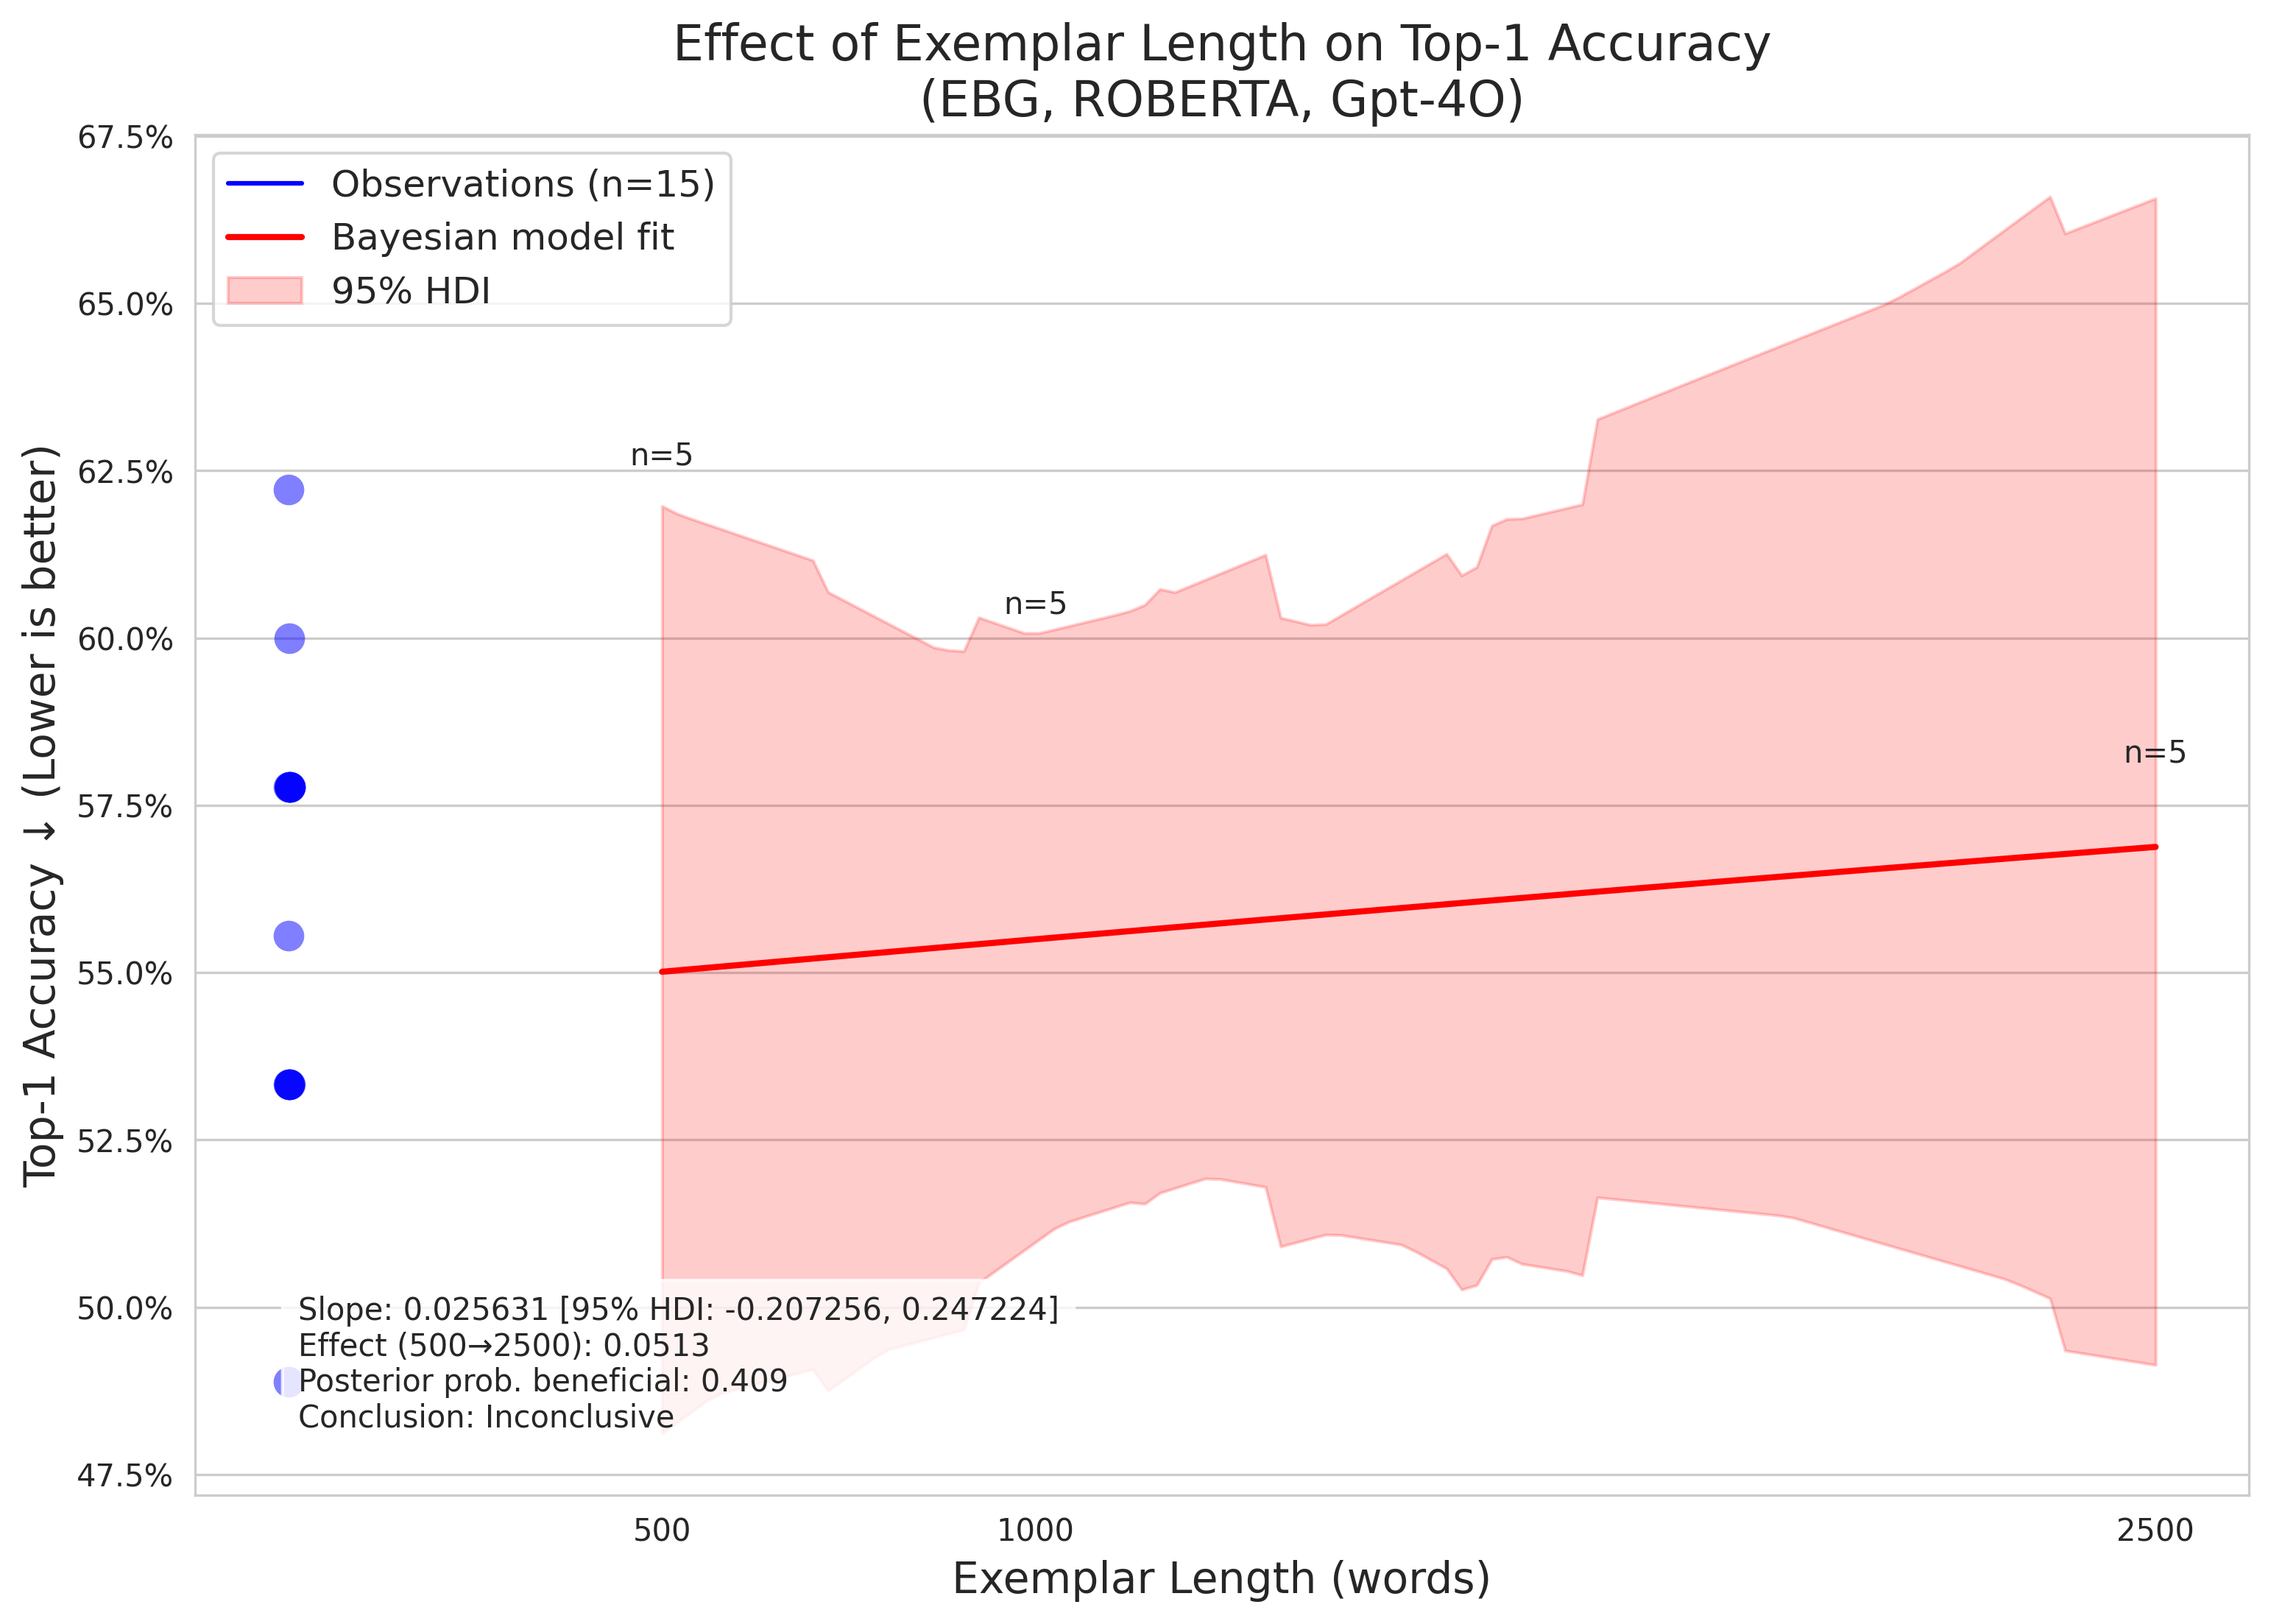 Effect of Exemplar Length on Top-1 Accuracy
(EBG, ROBERTA, Gpt-4O)
67.5%
65.0%
62.5%
60.0%
57.5%
55.0%
52.5%
50.0%
47.5%
Top-1 Accuracy ↓ (Lower is better)
Observations (n=15)
Bayesian model fit
95% HDI
n=5
n=5
n=5
Slope: 0.025631 [95% HDI: -0.207256, 0.247224]
Effect (500→2500): 0.0513
Posterior prob. beneficial: 0.409
Conclusion: Inconclusive
500
1000
2500
Exemplar Length (words)